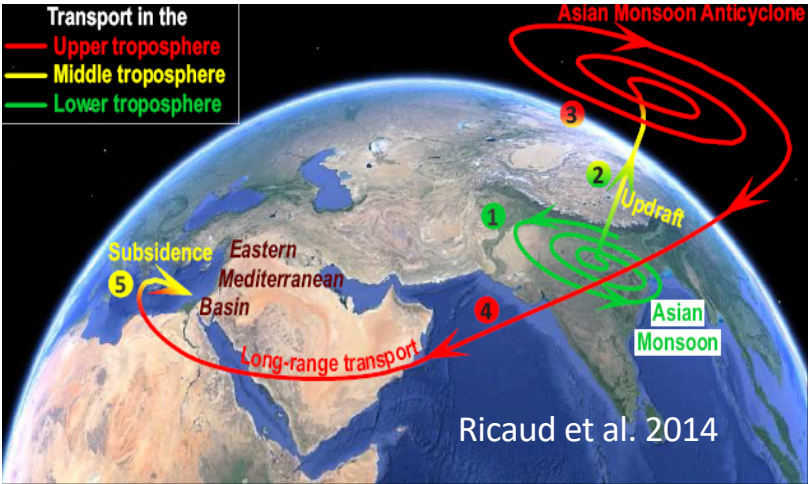 Transport in the
Upper troposphere
Middle troposphere
Lower troposphere
Asian Monsoon Anticyclone
3
2
Updraft
1
Subsidence
5
Eastern
Mediterranean
Basin
4
Asian
Monsoon
Long-range transport
Ricaud et al. 2014